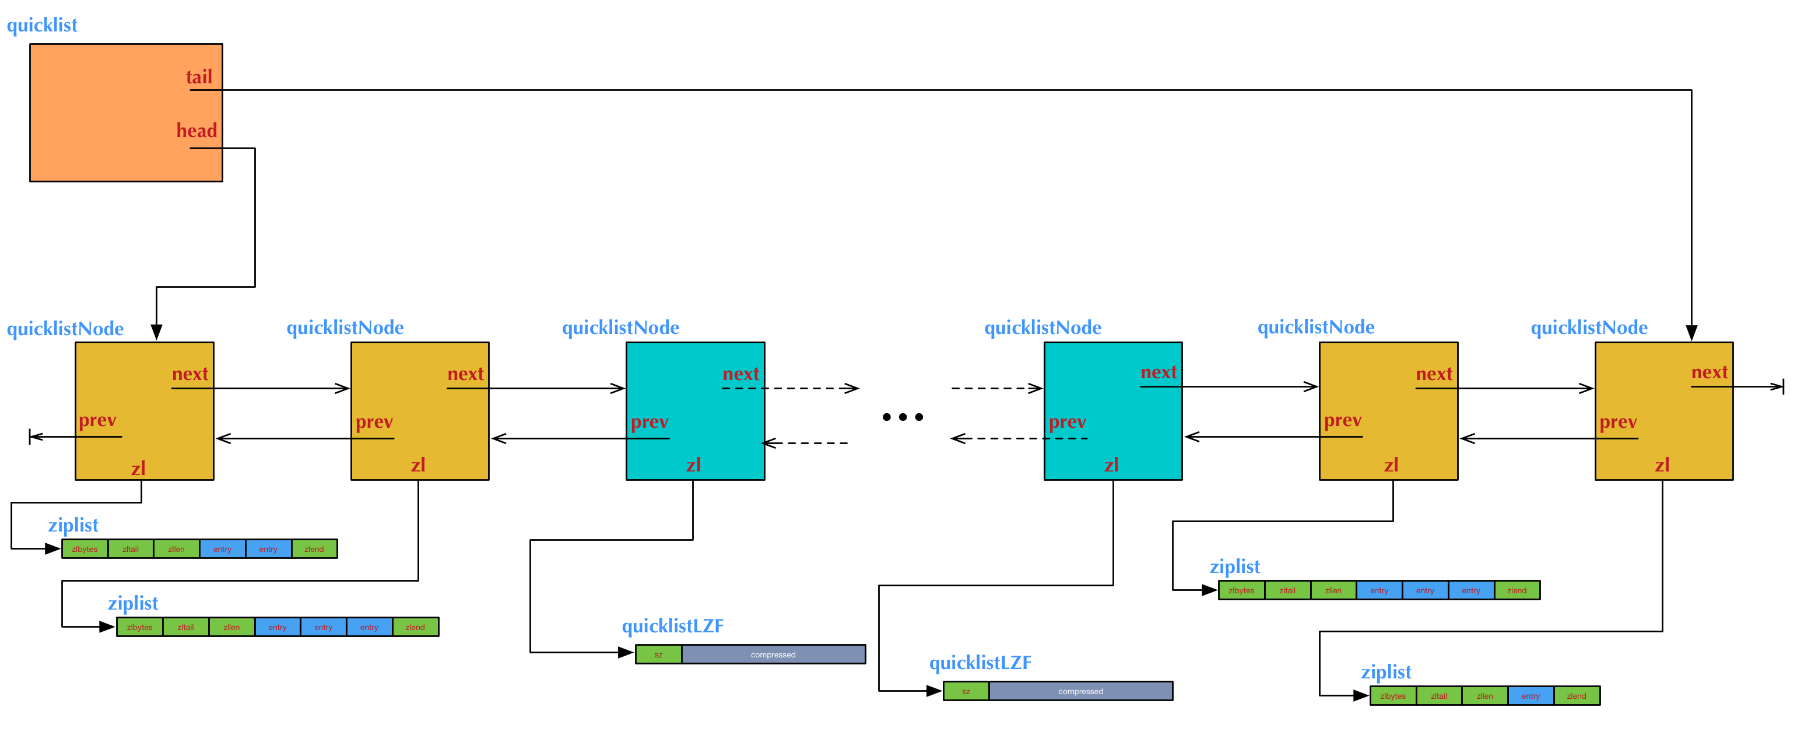 quicklist
tail
head
quicklistNode quicklistNode quicklistNode quicklistNode quicklistNode quicklistNode
next next next next next next
prev prev prev ••• prev prev prev
zl zl zl zl zl zl
ziplist
zlbytes zltail zllen entry entry zlend
ziplist
zlbytes zltail zllen entry entry entry zlend
quicklistLZF
sz compressed
quicklistLZF
sz compressed
ziplist
zlbytes zltail zllen entry entry entry zlend
ziplist
zlbytes zltail zllen entry zlend